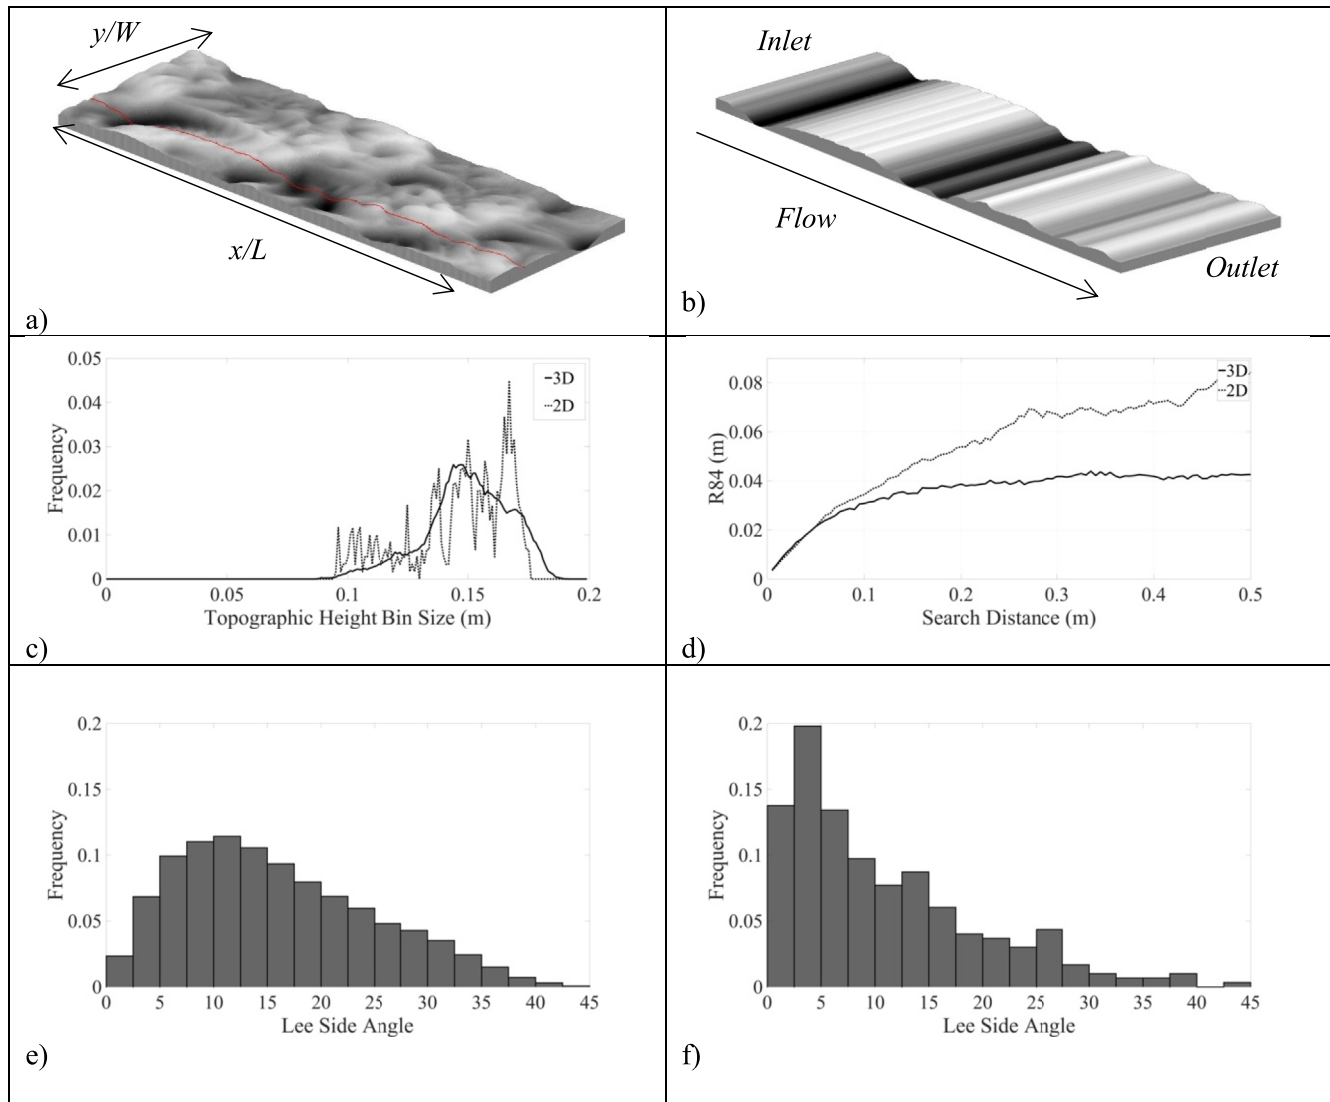 y/W
x/L
a)
Inlet
Flow
Outlet
b)
0.05
0.04
0.03
0.02
0.01
0
Frequency
3D
2D
0 0.05 0.1 0.15 0.2
Topographic Height Bin Size (m)
c)
0.08
0.06
0.04
0.02
0
R84 (m)
3D
2D
0 0.1 0.2 0.3 0.4 0.5
Search Distance (m)
d)
0.2
0.15
0.1
0.05
0
Frequency
0 5 10 15 20 25 30 35 40 45
Lee Side Angle
e)
0.2
0.15
0.1
0.05
0
Frequency
0 5 10 15 20 25 30 35 40 45
Lee Side Angle
f)